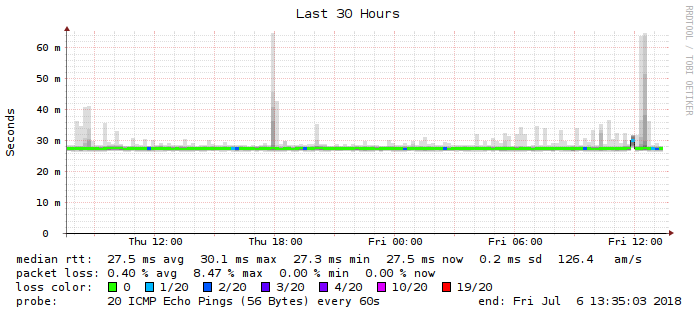 Last 30 Hours
RRDTOOL / TOBI OETIKER
Seconds
60 m
50 m
40 m
30 m
20 m
10 m
0
Thu 12:00 Thu 18:00 Fri 00:00 Fri 06:00 Fri 12:00
median rtt: 27.5 ms avg 30.1 ms max 27.3 ms min 27.5 ms now 0.2 ms sd 126.4 am/s
packet loss: 0.40 % avg 8.47 % max 0.00 % min 0.00 % now
loss color: 0 1/20 2/20 3/20 4/20 10/20 19/20
probe: 20 ICMP Echo Pings (56 Bytes) every 60s end: Fri Jul 6 13:35:03 2018